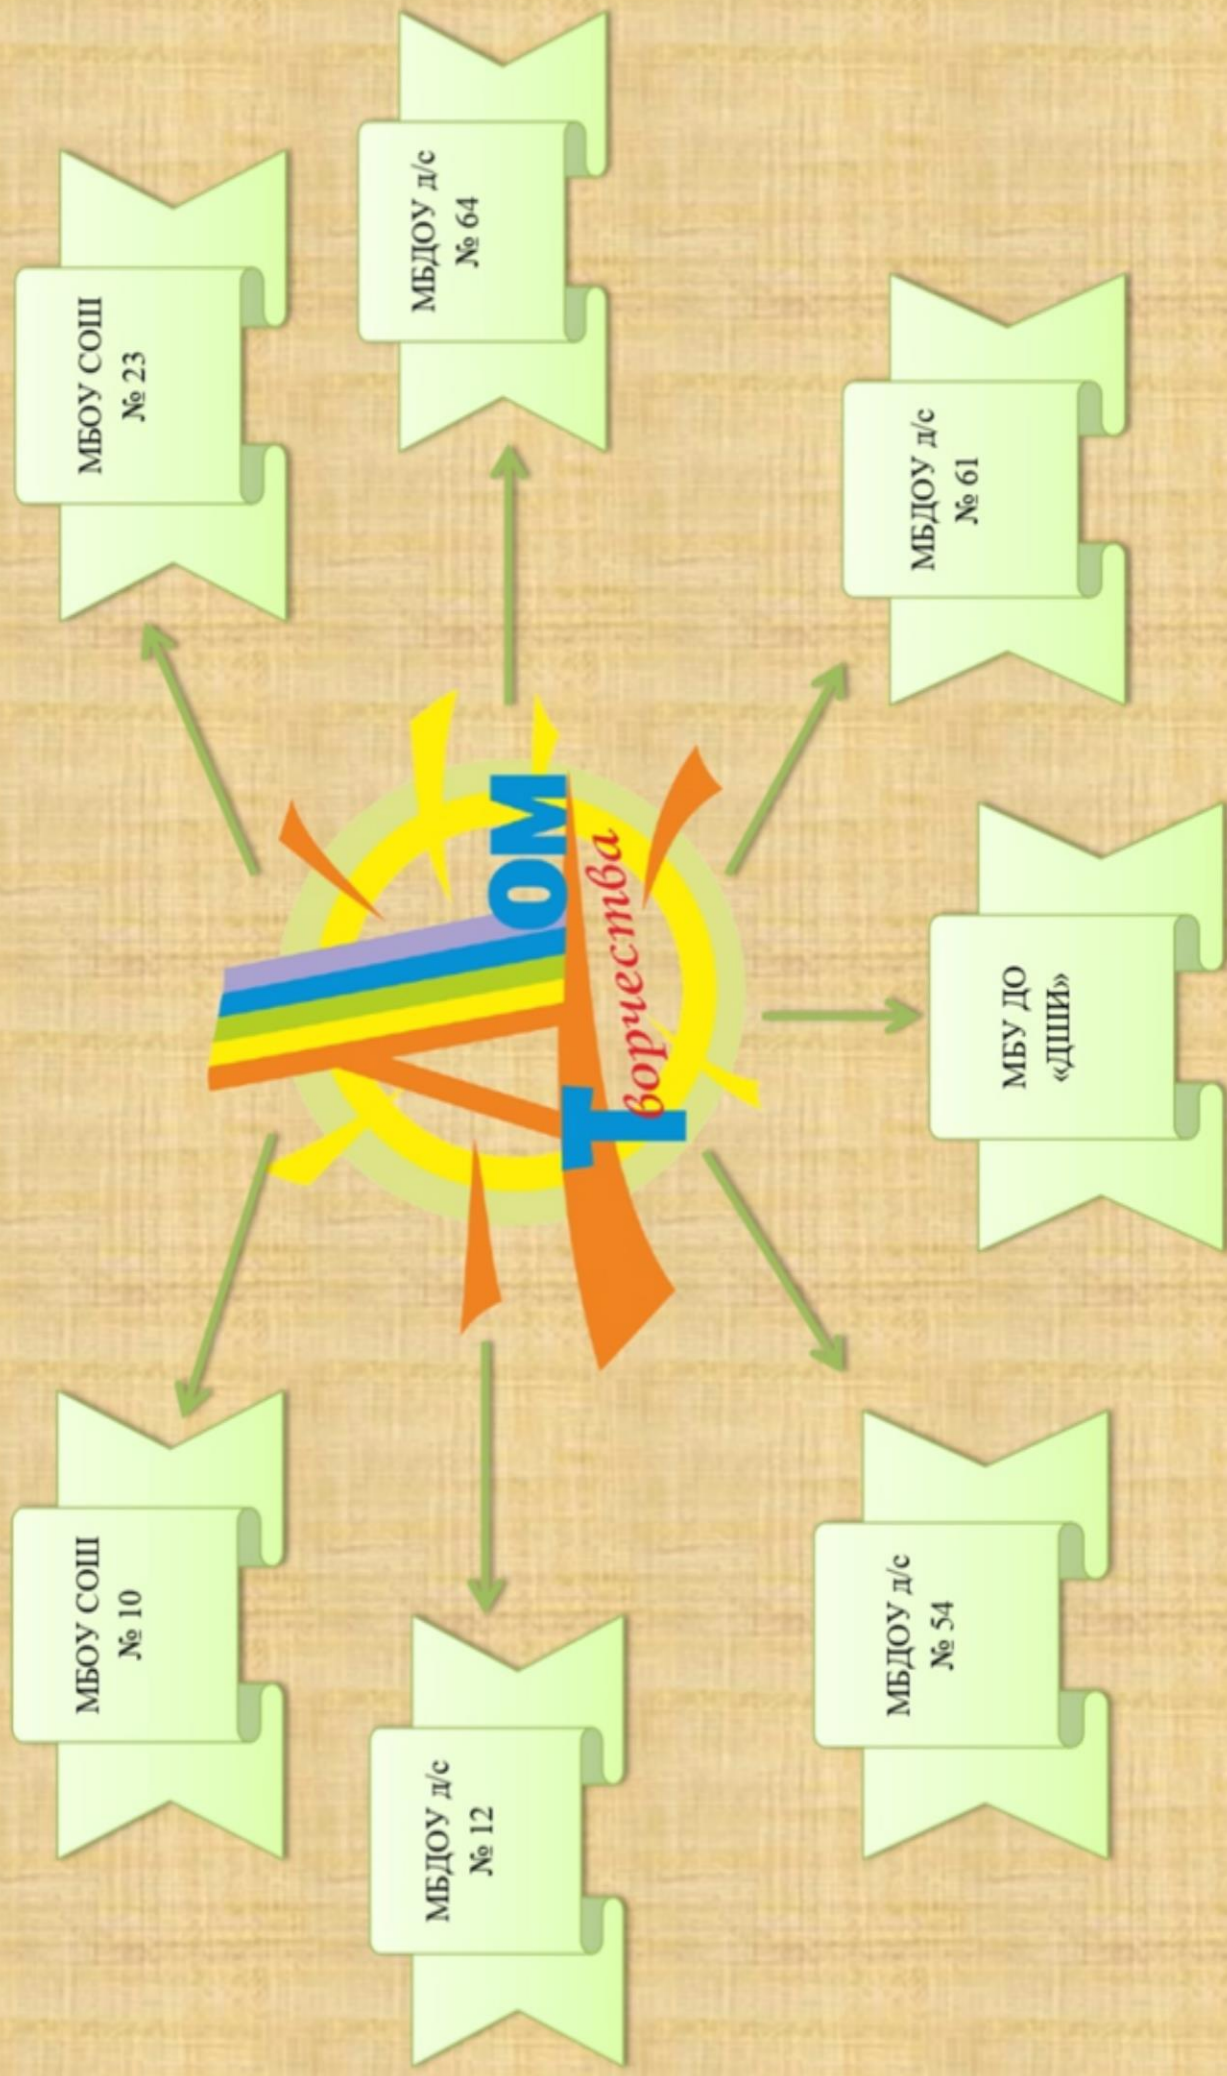 МБОУ СОШ
№ 10
МБОУ СОШ
№ 23
МБДОУ д/с
№ 12
Дом
Творчества
МБДОУ д/с
№ 64
МБДОУ д/с
№ 54
МБУ ДО
«ДШИ»
МБДОУ д/с
№ 61